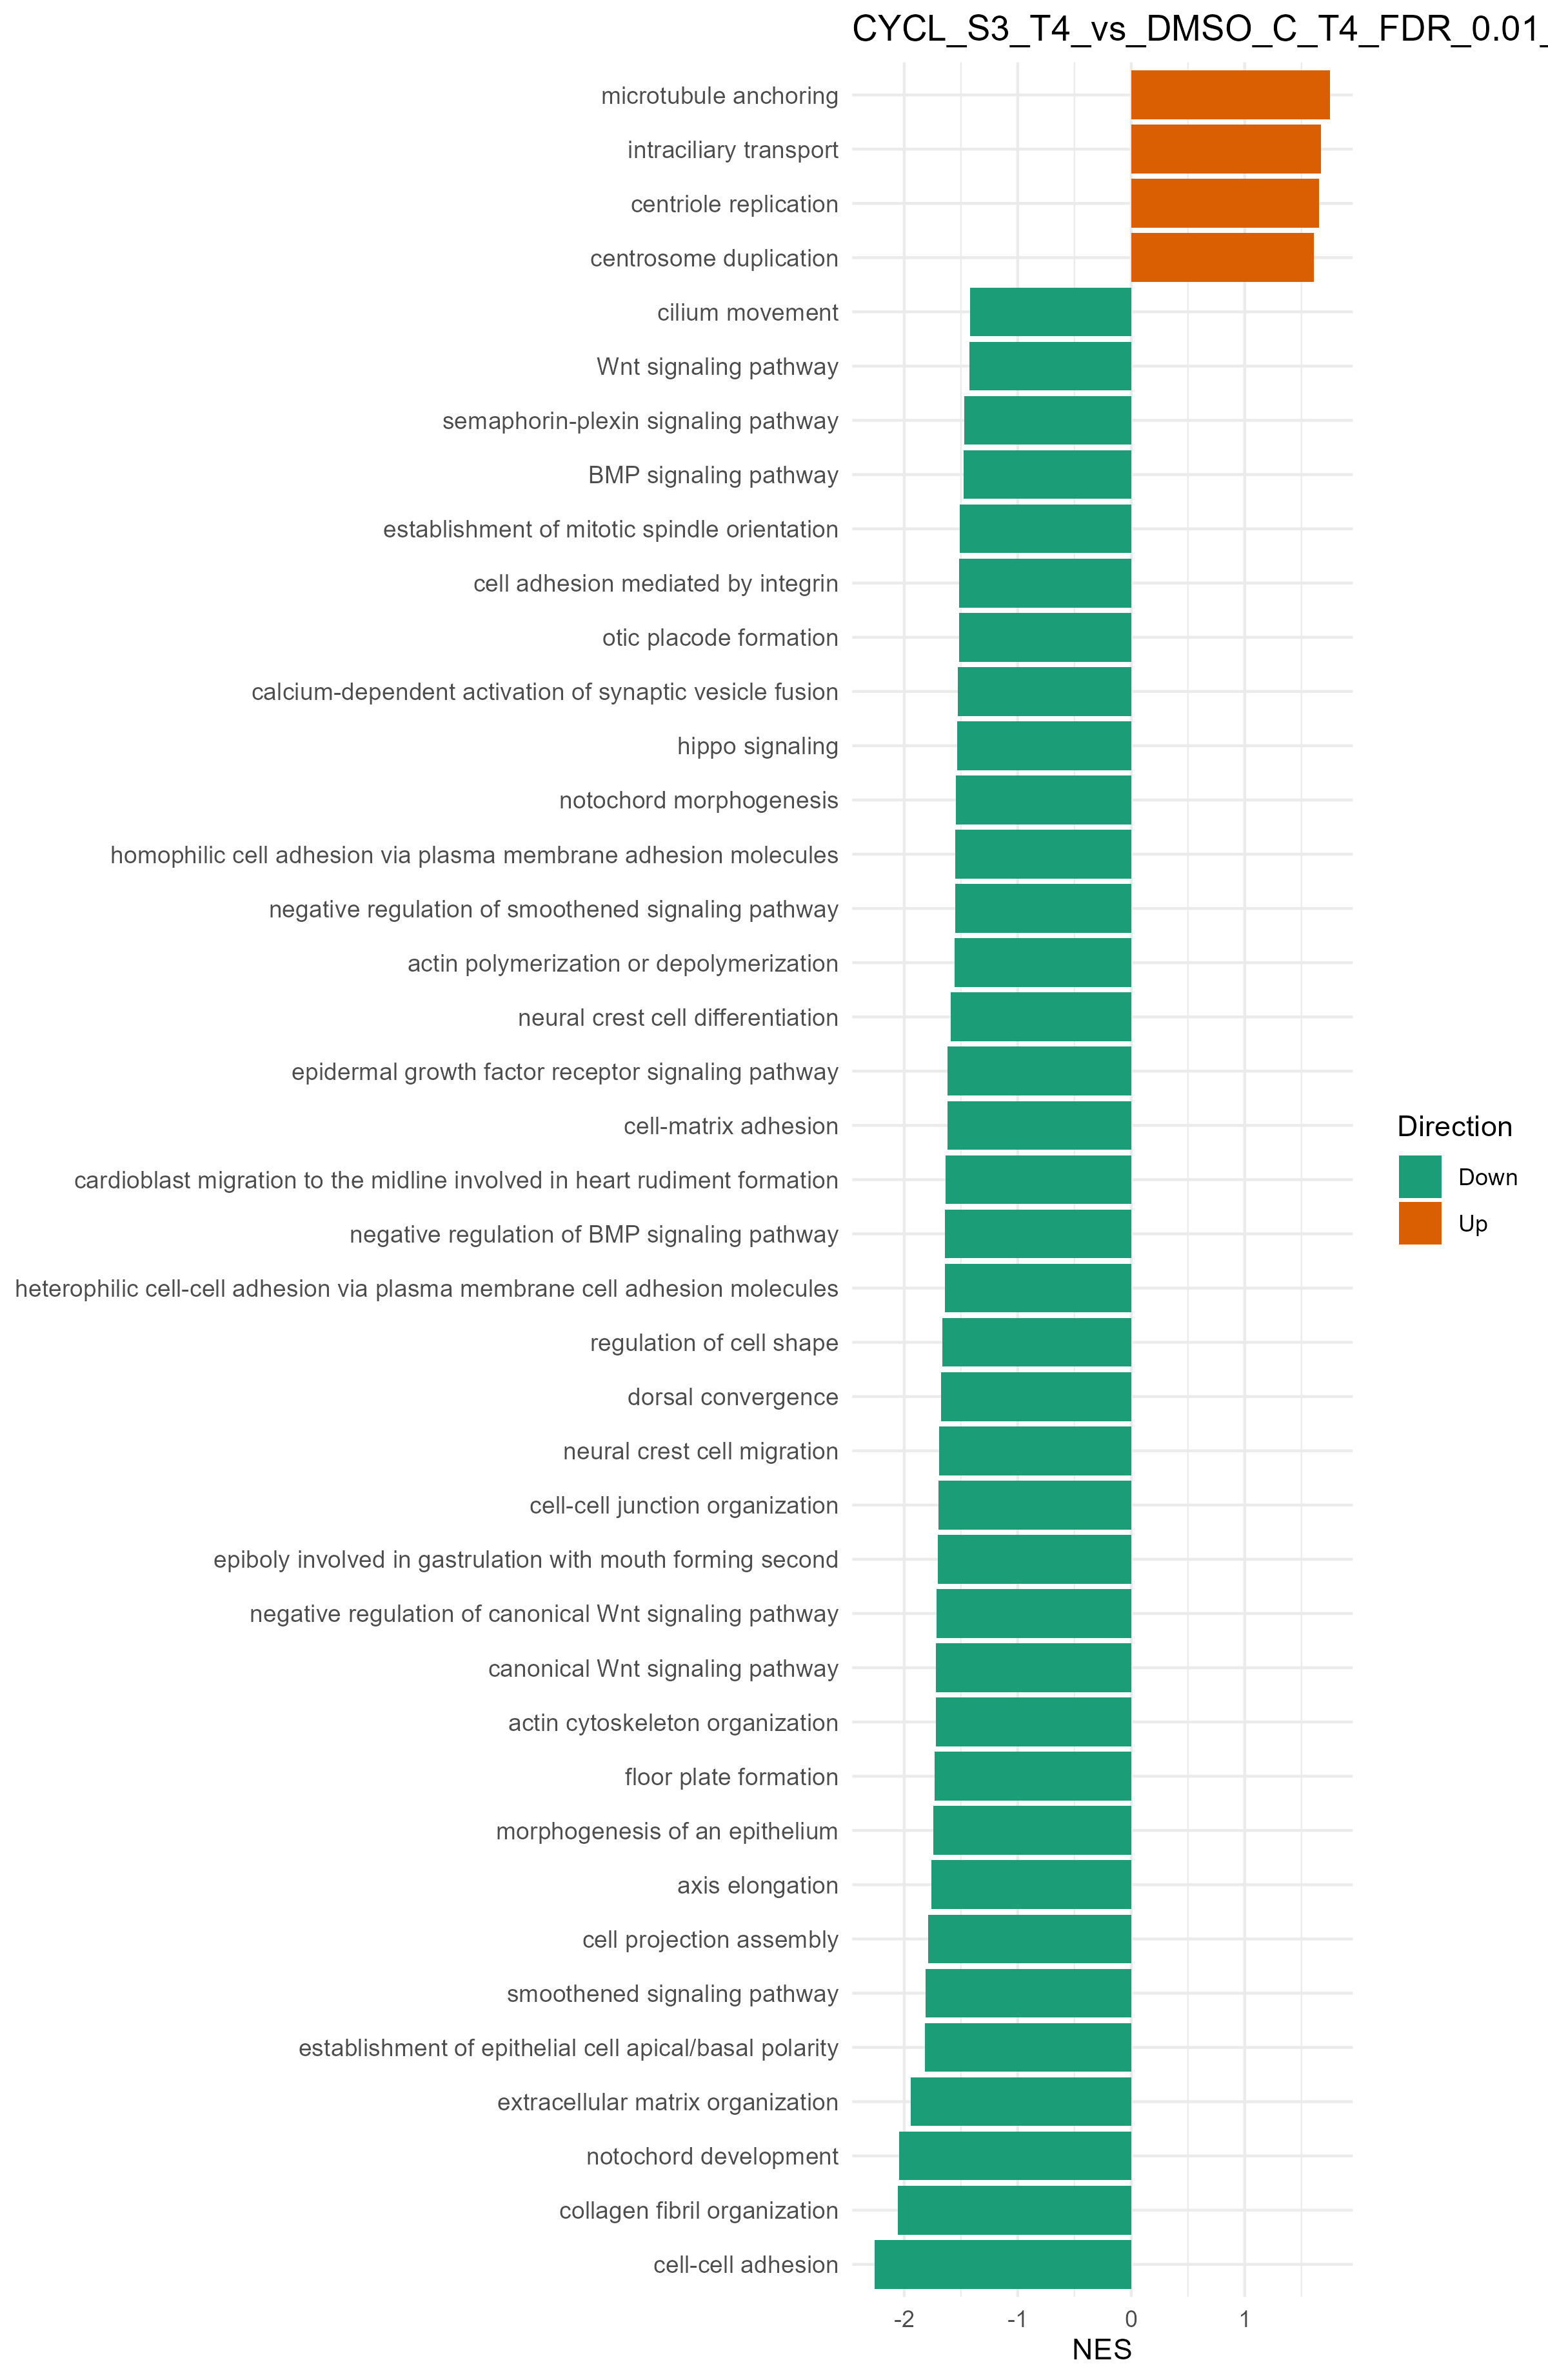 CYCL_S3_T4_vs_DMSO_C_T4_FDR_0.01_
microtubule anchoring
intraciliary transport
centriole replication
centrosome duplication
cilium movement
Wnt signaling pathway
semaphorin-plexin signaling pathway
BMP signaling pathway
establishment of mitotic spindle orientation
cell adhesion mediated by integrin
otic placode formation
calcium-dependent activation of synaptic vesicle fusion
hippo signaling
notochord morphogenesis
homophilic cell adhesion via plasma membrane adhesion molecules
negative regulation of smoothened signaling pathway
actin polymerization or depolymerization
neural crest cell differentiation
epidermal growth factor receptor signaling pathway
cell-matrix adhesion
cardioblast migration to the midline involved in heart rudiment formation
negative regulation of BMP signaling pathway
heterophilic cell-cell adhesion via plasma membrane cell adhesion molecules
regulation of cell shape
dorsal convergence
neural crest cell migration
cell-cell junction organization
epiboly involved in gastrulation with mouth forming second
negative regulation of canonical Wnt signaling pathway
canonical Wnt signaling pathway
actin cytoskeleton organization
floor plate formation
morphogenesis of an epithelium
axis elongation
cell projection assembly
smoothened signaling pathway
establishment of epithelial cell apical/basal polarity
extracellular matrix organization
notochord development
collagen fibril organization
cell-cell adhesion
-2 -1 0 1
NES
Direction
Down
Up